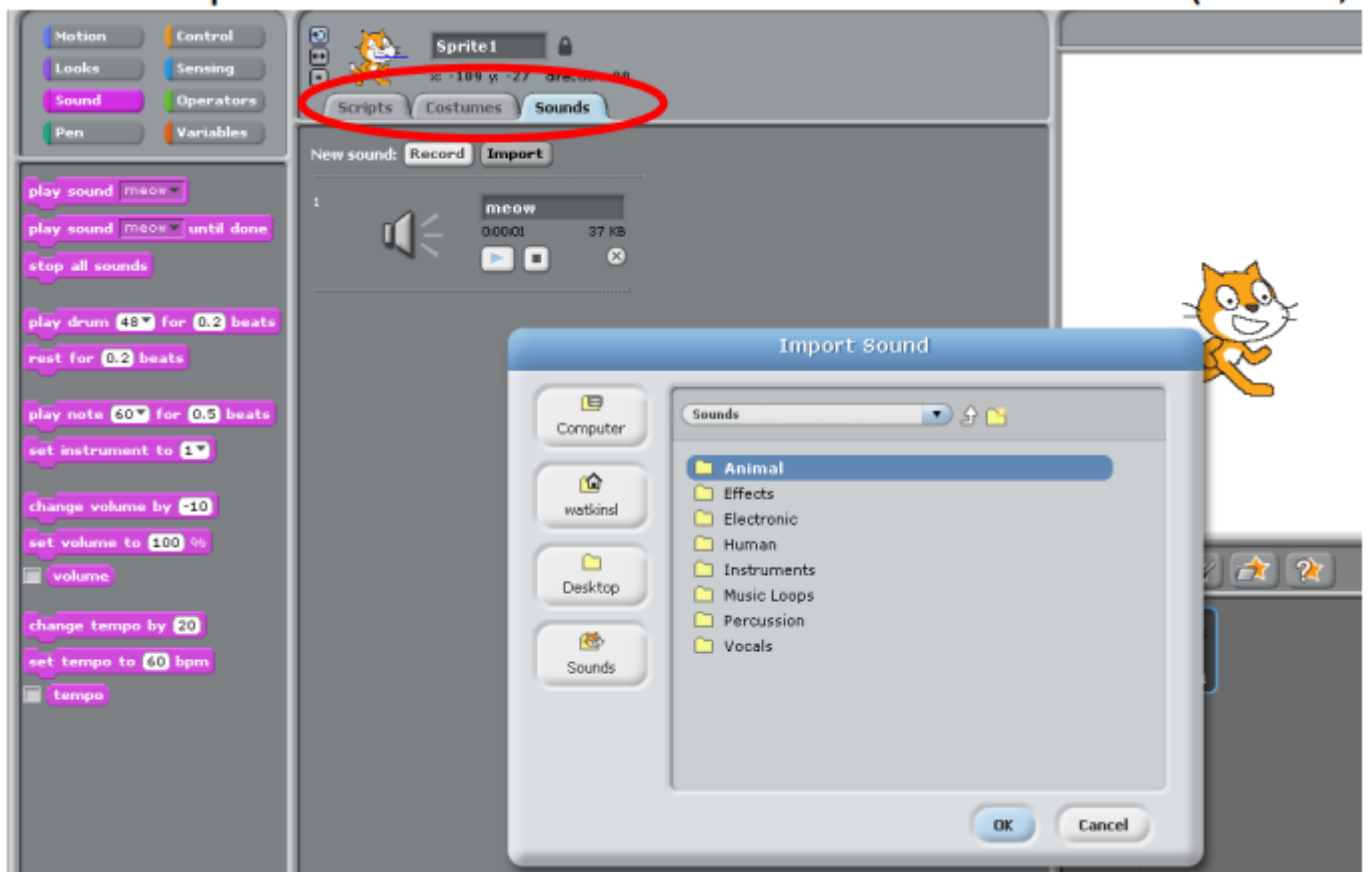 Motion Control
Looks Sensing
Sound Operators
Pen Variables
play sound meow
play sound meow until done
stop all sounds
play drum 48 for 0.2 beats
rest for 0.2 beats
play note 60 for 0.5 beats
set instrument to 1
change volume by -10
set volume to 100 %
volume
change tempo by 20
set tempo to 60 bpm
tempo
Sprite1
x: -109 y: -27
Scripts Costumes Sounds
New sound: Record Import
1
meow
0:00:01 37 KB
Import Sound
Computer
watkinsl
Desktop
Sounds
Sounds
Animal
Effects
Electronic
Human
Instruments
Music Loops
Percussion
Vocals
OK Cancel